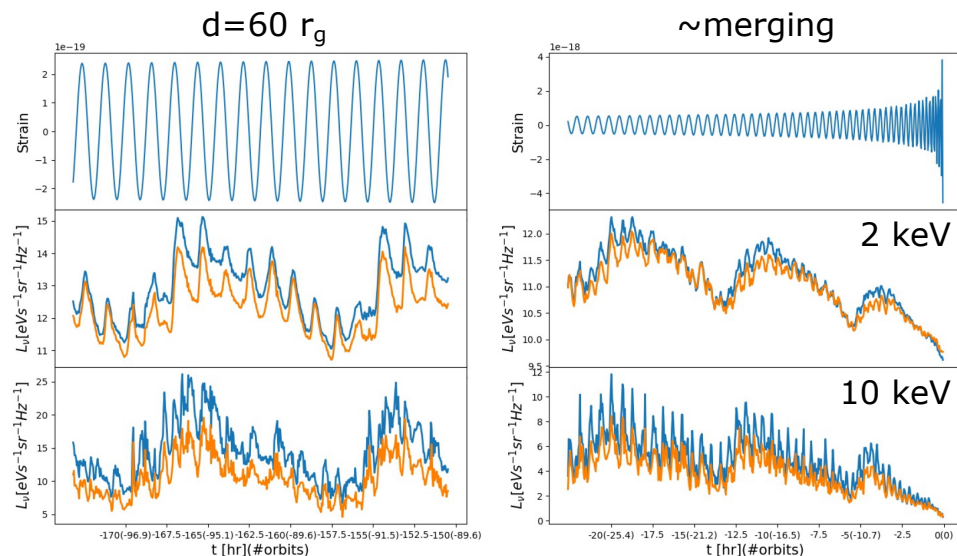 d=60 r_g
~merging
1e−19
1e−18
Strain
2
1
0
−1
−2
Strain
4
2
0
−2
−4
L_ν[eVs⁻¹sr⁻¹Hz⁻¹]
15
14
13
12
11
L_ν[eVs⁻¹sr⁻¹Hz⁻¹]
12.0
11.5
11.0
10.5
10.0
9.5
2 keV
L_ν[eVs⁻¹sr⁻¹Hz⁻¹]
25
20
15
10
5
L_ν[eVs⁻¹sr⁻¹Hz⁻¹]
12
10
8
6
4
2
0
10 keV
-170(-96.9) -167.5 -165(-95.1) -162.5 -160(-89.6) -157.5 -155(-91.5) -152.5 -150(-89.6)
t [hr](#orbits)
-20(-25.4) -17.5 -15(-21.2) -12.5 -10(-16.5) -7.5 -5(-10.7) -2.5 0(0)
t [hr](#orbits)